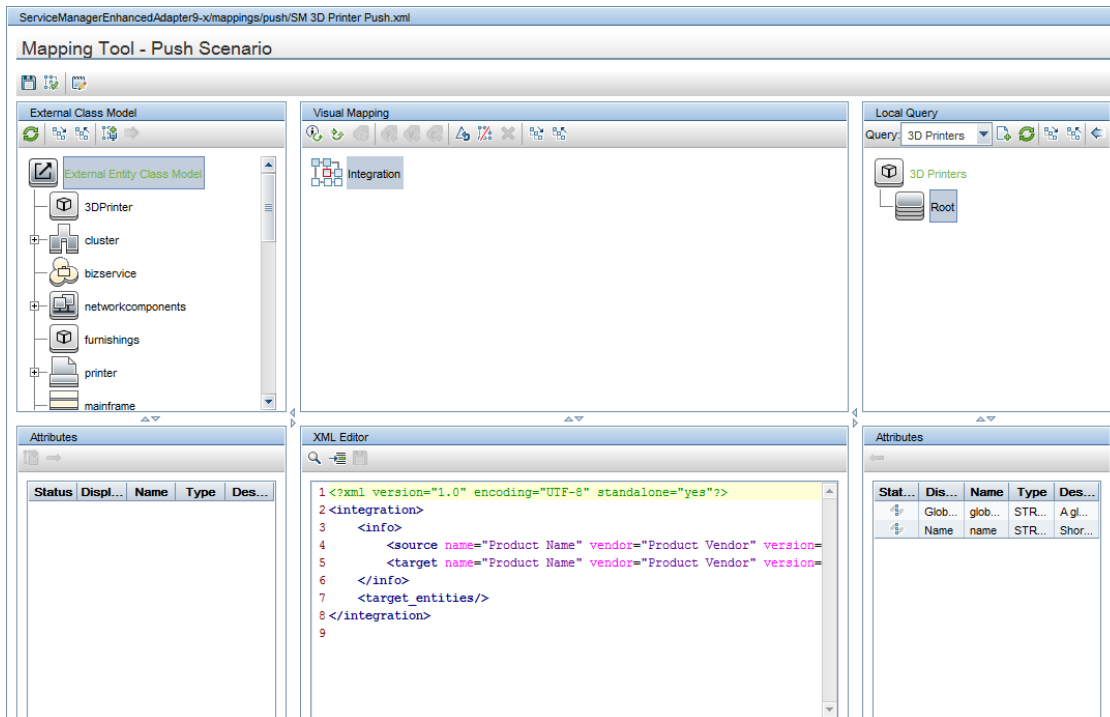 ServiceManagerEnhancedAdapter9-x/mappings/push/SM 3D Printer Push.xml
Mapping Tool - Push Scenario
External Class Model
External Entity Class Model
3DPrinter
cluster
bizservice
networkcomponents
furnishings
printer
mainframe
Visual Mapping
Integration
Local Query
Query: 3D Printers
3D Printers
Root
Attributes
Status Displ... Name Type Des...
XML Editor
1 <?xml version="1.0" encoding="UTF-8" standalone="yes"?>
2 <integration>
3 <info>
4 <source name="Product Name" vendor="Product Vendor" version=
5 <target name="Product Name" vendor="Product Vendor" version=
6 </info>
7 <target_entities/>
8 </integration>
9
Attributes
Stat... Dis... Name Type Des...
Glob... glob... STR... A gl...
Name name STR... Shor...